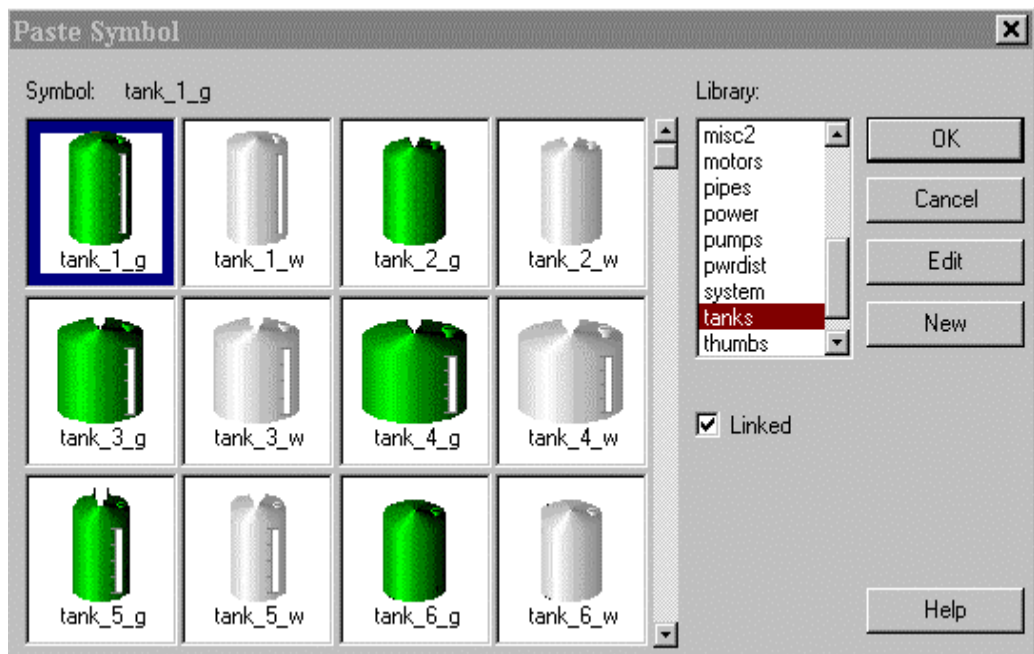 Paste Symbol
Symbol: tank_1_g
tank_1_g tank_1_w tank_2_g tank_2_w
tank_3_g tank_3_w tank_4_g tank_4_w
tank_5_g tank_5_w tank_6_g tank_6_w
Library:
misc2
motors
pipes
power
pumps
pwrdist
system
tanks
thumbs
OK
Cancel
Edit
New
Linked
Help